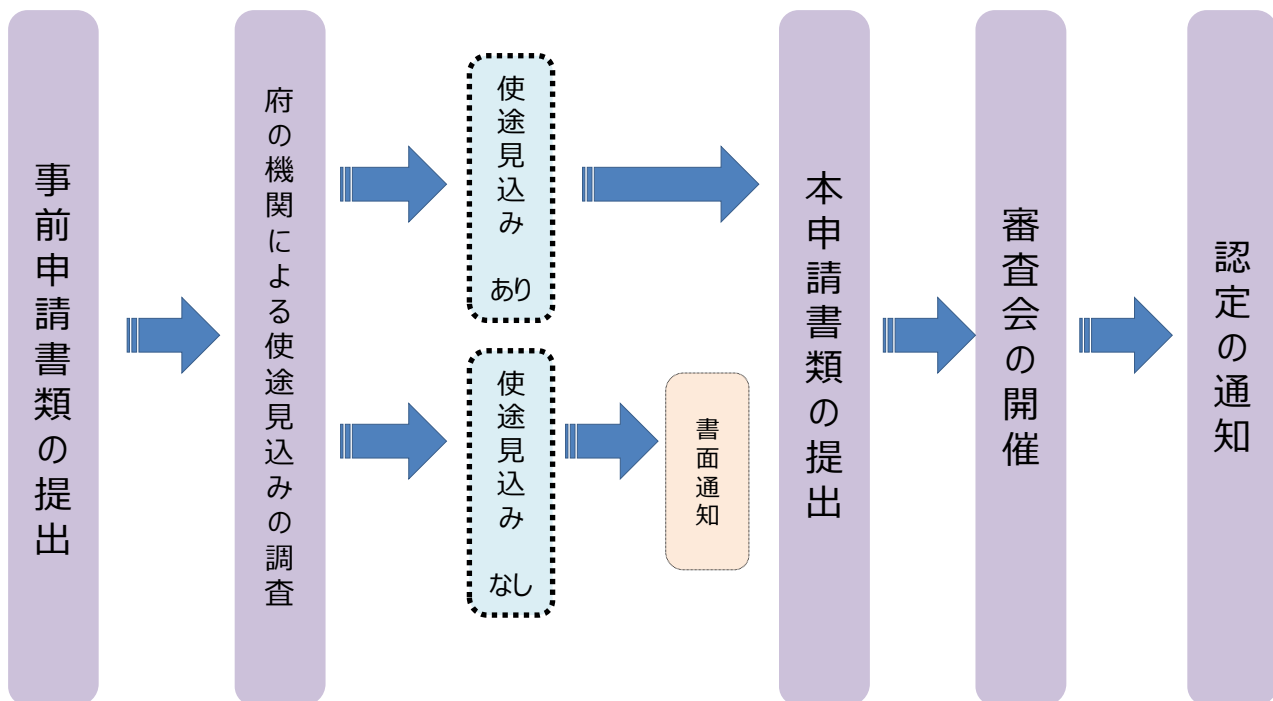 事前申請書類の提出
府の機関による使途見込みの調査
使途見込み あり
使途見込み なし
書面通知
本申請書類の提出
審査会の開催
認定の通知